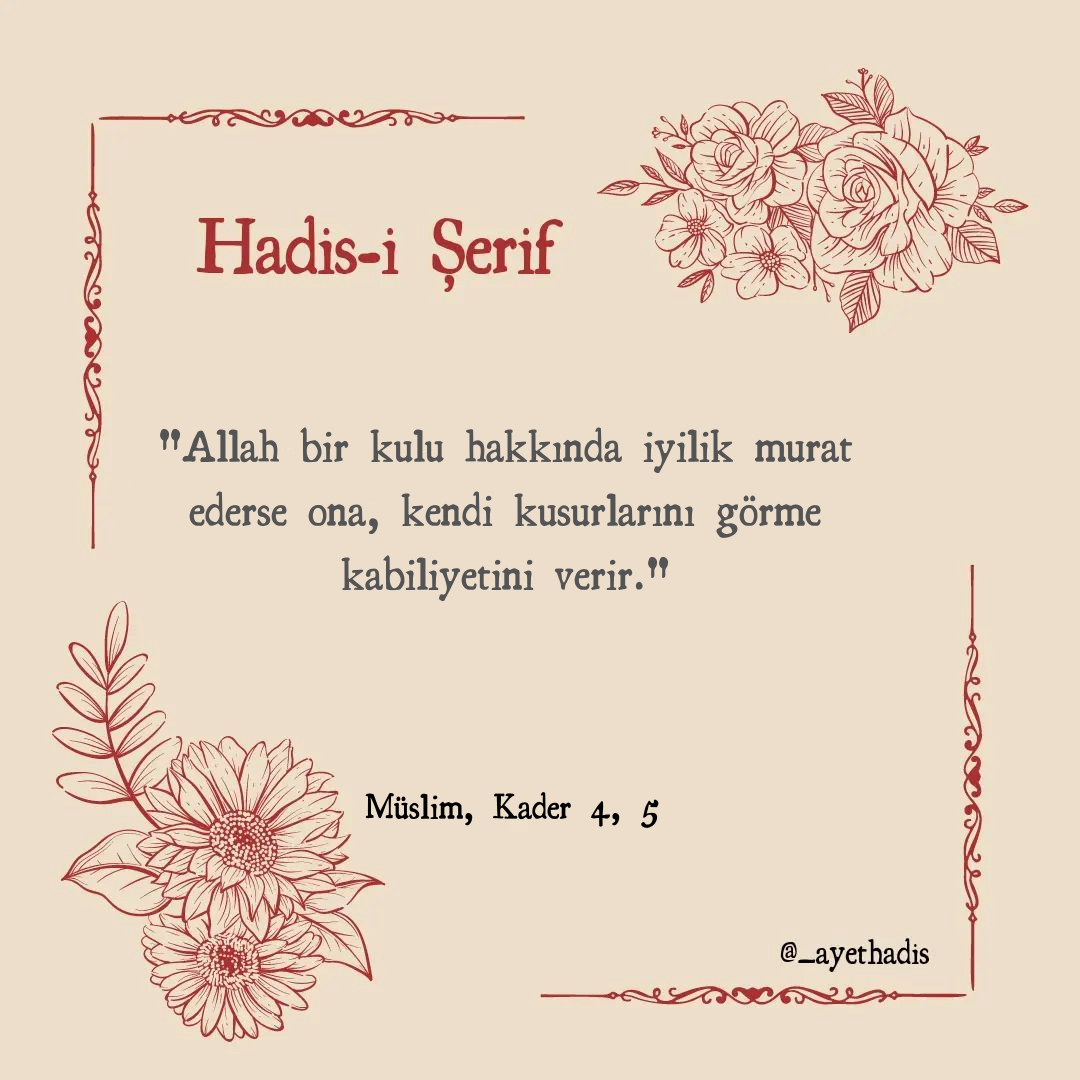 Hadis-i Şerif
"Allah bir kulu hakkında iyilik murat
ederse ona, kendi kusurlarını görme
kabiliyetini verir."
Müslim, Kader 4, 5
@_ayethadis